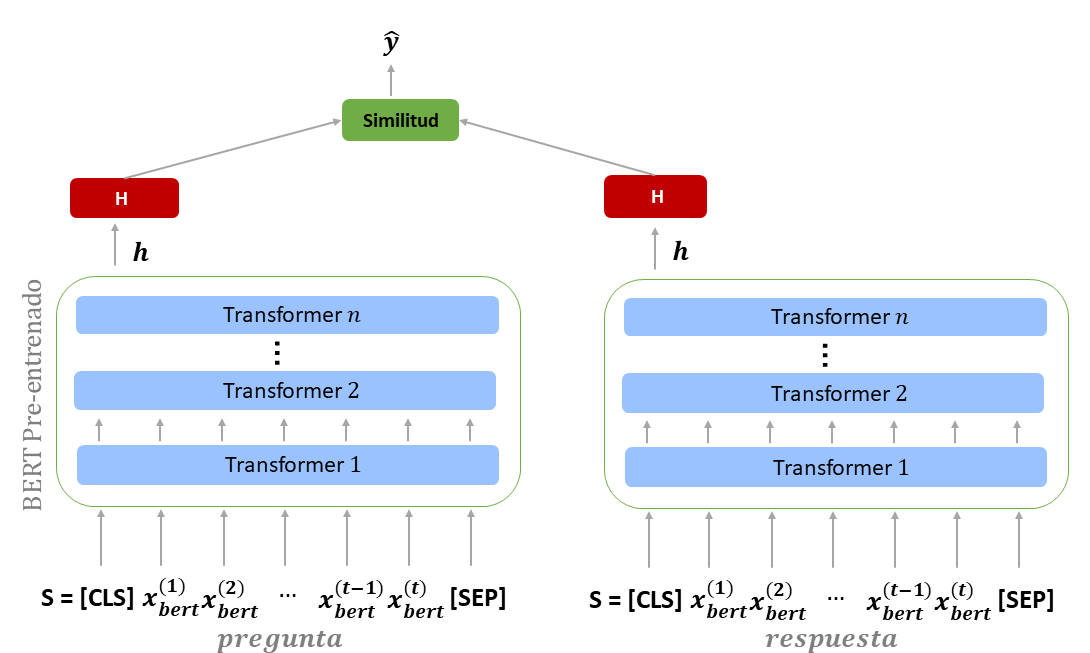 ŷ
Similitud
H
H
h
h
BERT Pre-entrenado
Transformer n
⋮
Transformer 2
Transformer 1
S = [CLS] x_bert^(1) x_bert^(2) ⋯ x_bert^(t−1) x_bert^(t) [SEP]
pregunta
Transformer n
⋮
Transformer 2
Transformer 1
S = [CLS] x_bert^(1) x_bert^(2) ⋯ x_bert^(t−1) x_bert^(t) [SEP]
respuesta